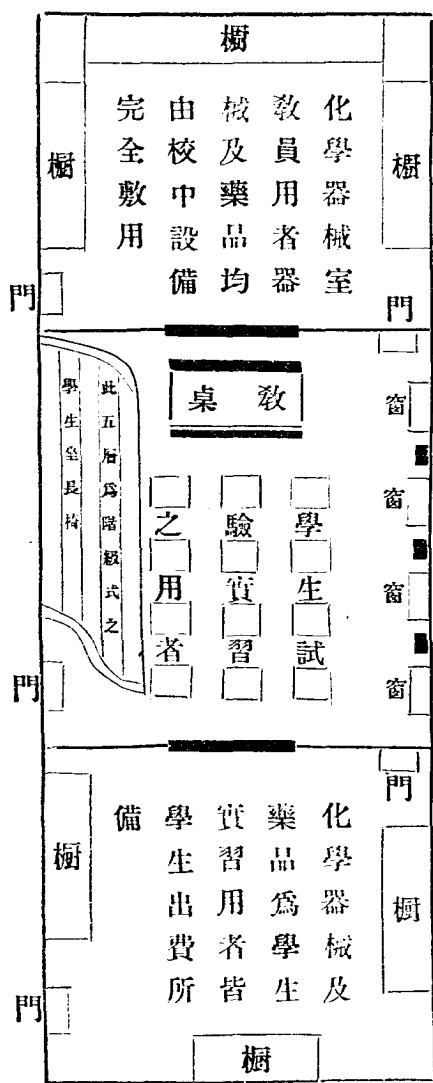 櫥
櫥
化學器械室
敎員用者器
械及藥品均
由校中設備
完全敷用
櫥
門
門
敎桌
窗
窗
窗
窗
學生試
驗實習
之用者
此五層爲階級式之
學生坐長椅
門
門
櫥
化學器械及
藥品爲學生
實習用者皆
學生出費所
備
櫥
門
櫥